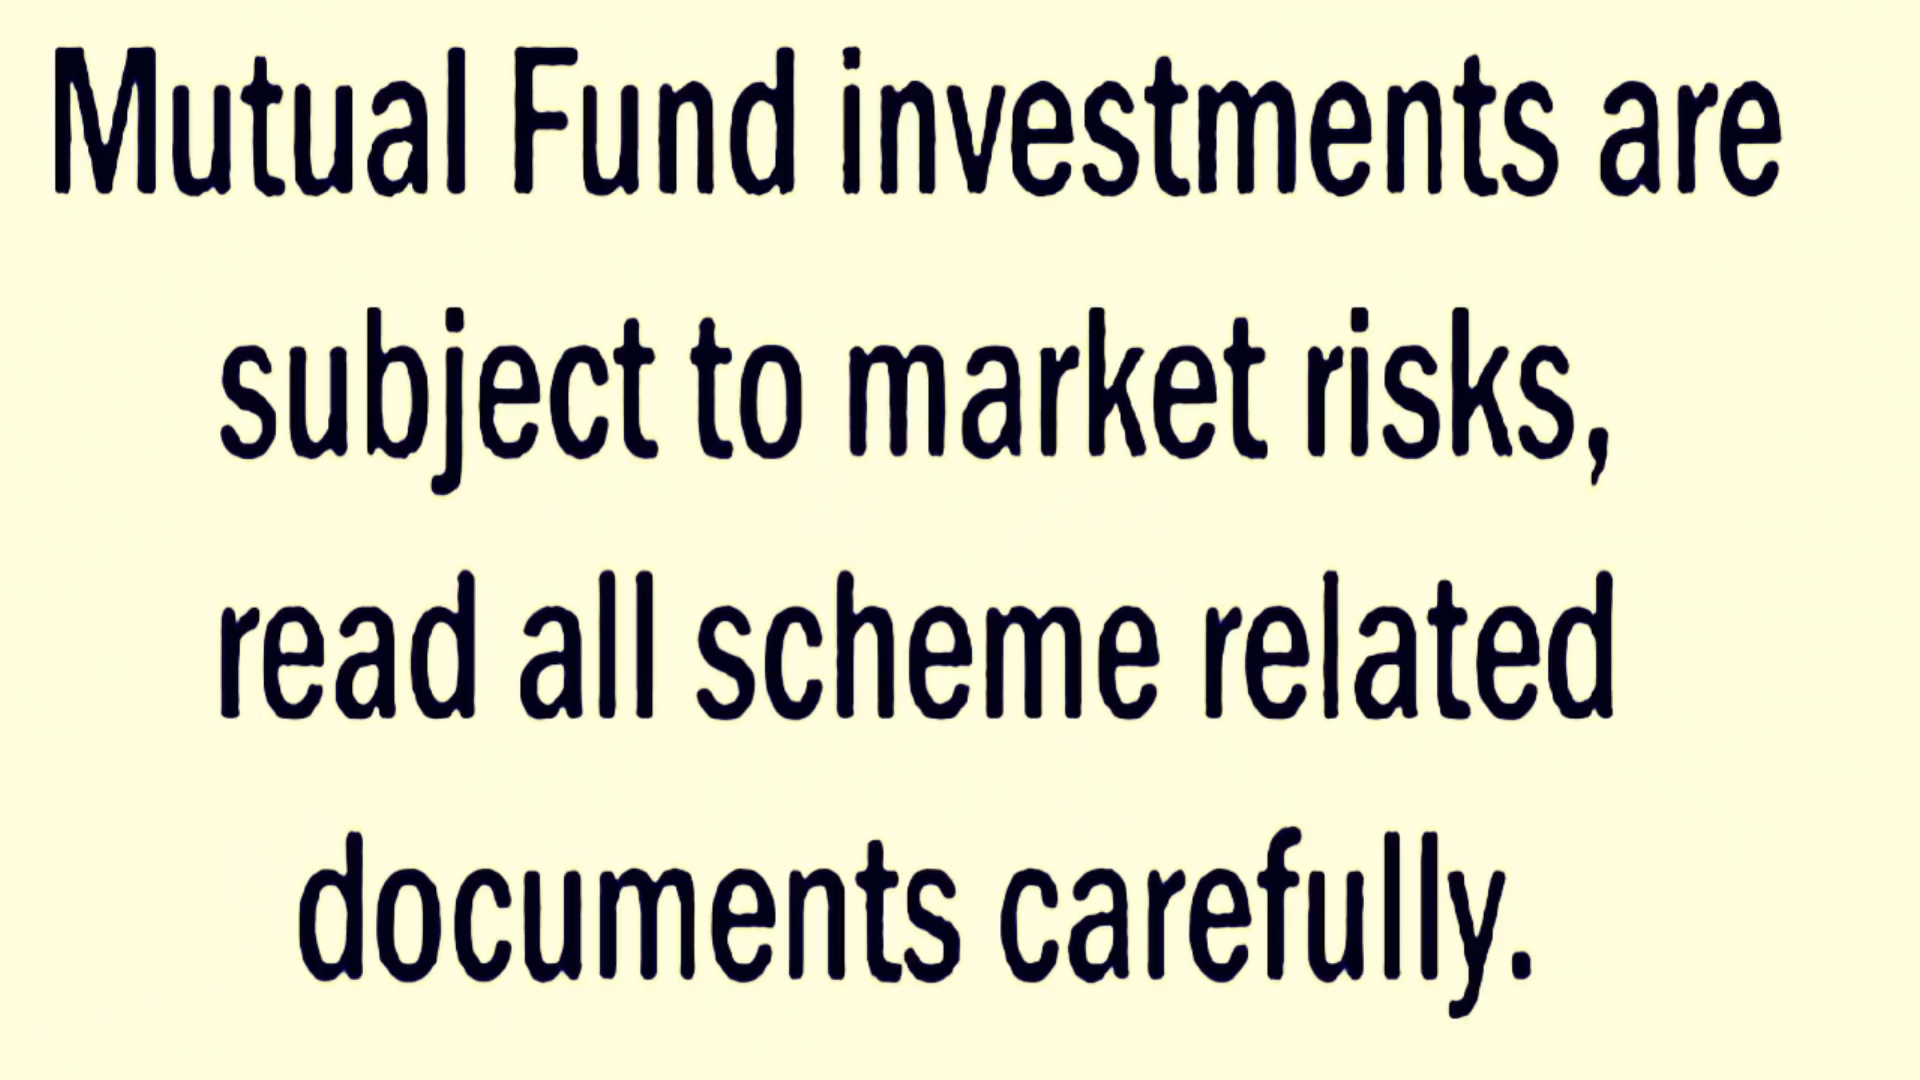 Mutual Fund investments are
subject to market risks,
read all scheme related
documents carefully.